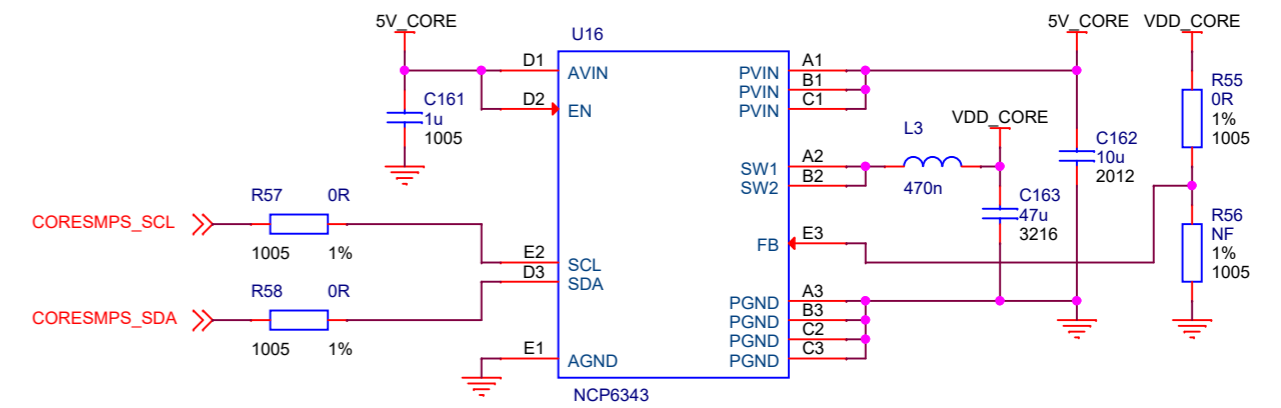 5V_CORE
5V_CORE
VDD_CORE
U16
D1
AVIN
PVIN
A1
D2
EN
PVIN
B1
PVIN
C1
C161
1u
1005
R55
0R
1%
1005
L3
VDD_CORE
470n
C162
10u
2012
SW1
A2
SW2
B2
R57
0R
CORESMPS_SCL
1005
1%
C163
47u
3216
R56
NF
1%
1005
FB
E3
E2
SCL
D3
SDA
R58
0R
CORESMPS_SDA
1005
1%
PGND
A3
PGND
B3
PGND
C2
PGND
C3
E1
AGND
NCP6343